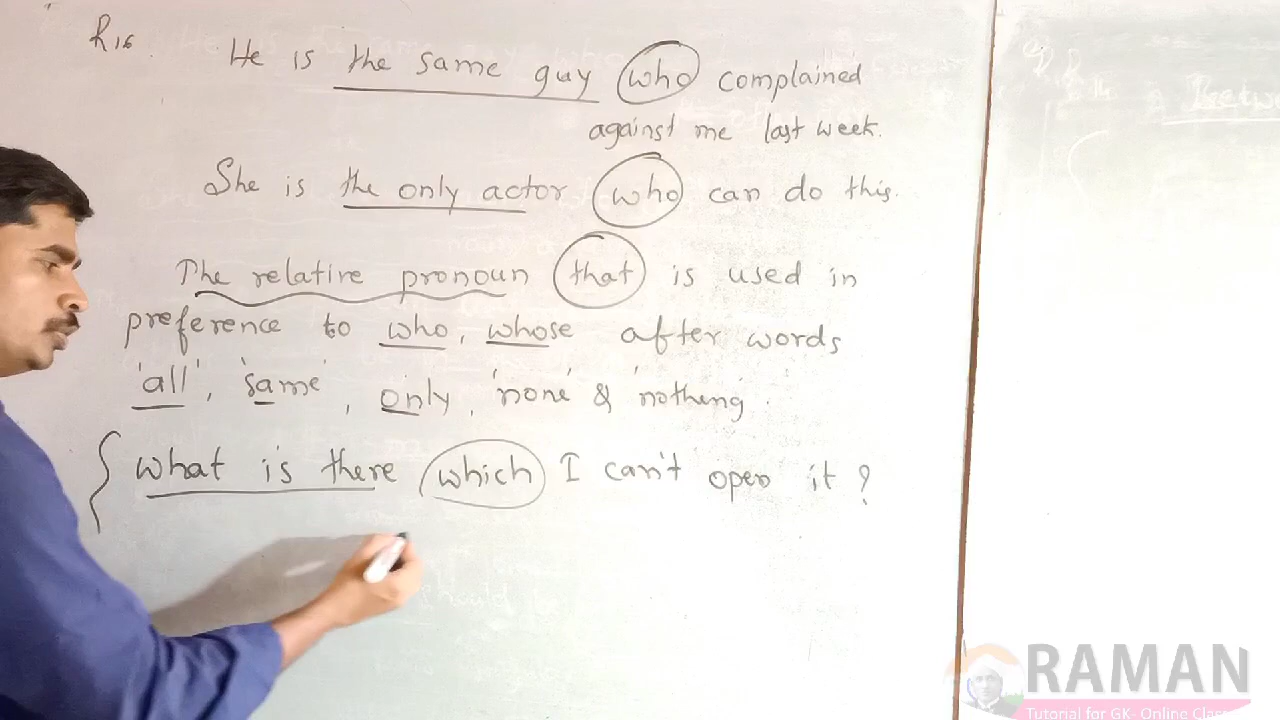 R16. He is the same guy who complained
against me last week.
She is the only actor who can do this.
The relative pronoun that is used in
preference to who, whose after words
'all', 'same', only, 'none' & 'nothing'.
What is there which I can't open it?
RAMAN
Tutorial for GK- Online Class